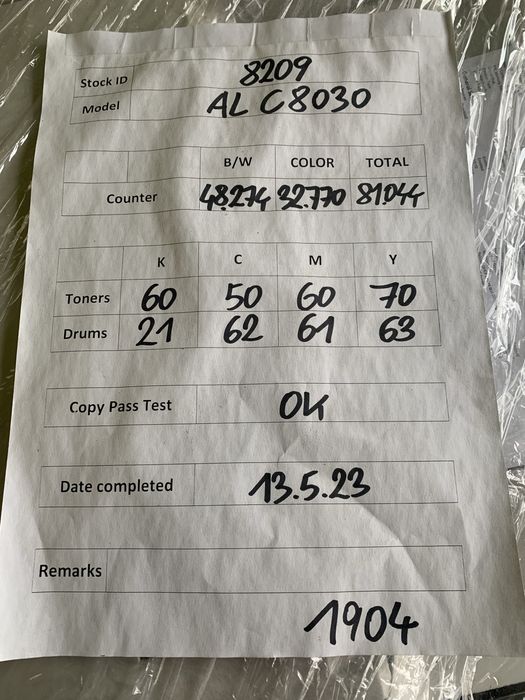 Stock ID 8209
Model AL C8030
B/W COLOR TOTAL
Counter 48.274 32.770 81.044
K C M Y
Toners 60 50 60 70
Drums 21 62 61 63
Copy Pass Test OK
Date completed 13.5.23
Remarks
1904